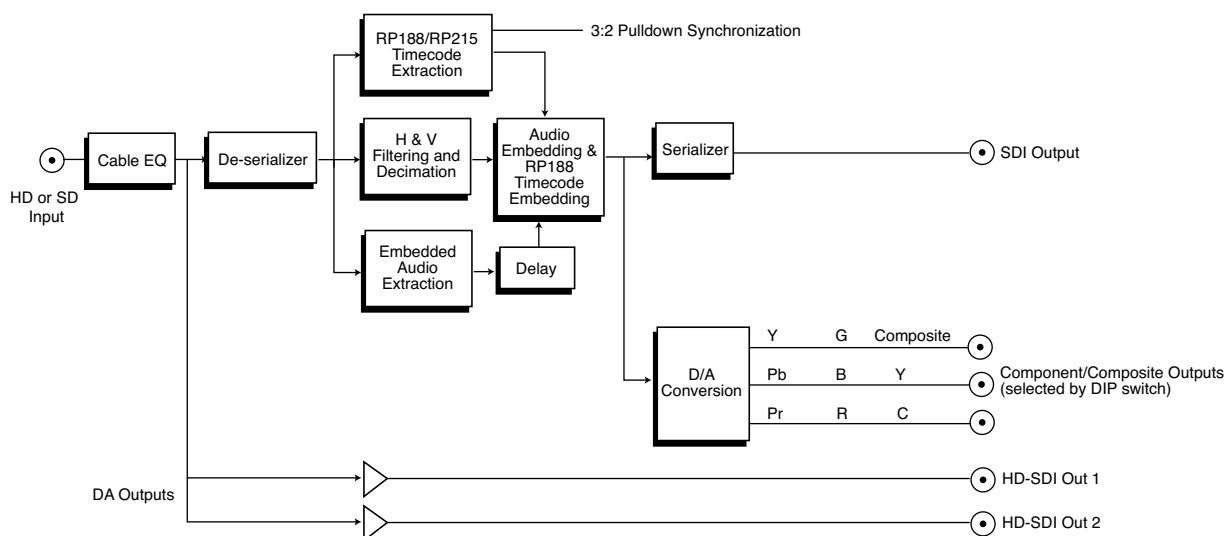 RP188/RP215
Timecode
Extraction
3:2 Pulldown Synchronization
HD or SD
Input
Cable EQ
De-serializer
H & V
Filtering and
Decimation
Audio
Embedding &
RP188
Timecode
Embedding
Serializer
SDI Output
Embedded
Audio
Extraction
Delay
D/A
Conversion
Y G Composite
Pb B Y
Pr R C
Component/Composite Outputs
(selected by DIP switch)
DA Outputs
HD-SDI Out 1
HD-SDI Out 2